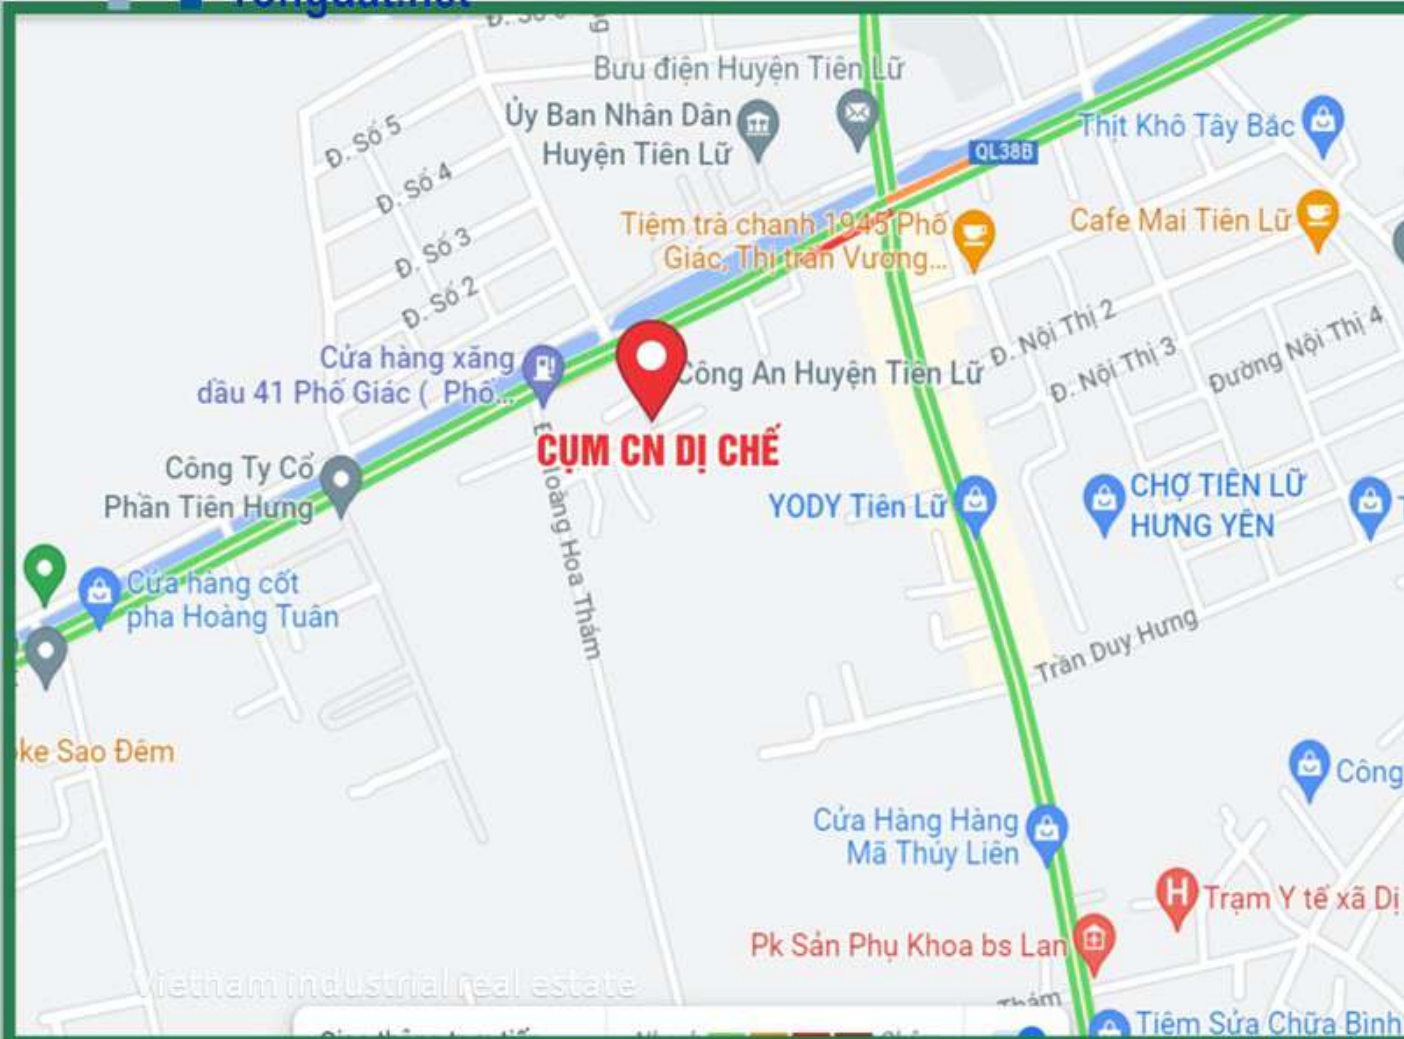 Bưu điện Huyện Tiên Lữ
Ủy Ban Nhân Dân
Huyện Tiên Lữ
QL38B
Thịt Khô Tây Bắc
Đ. Số 5
Đ. Số 4
Đ. Số 3
Đ. Số 2
Tiệm trà chanh 1945 Phố
Giác, Thị trấn Vương...
Cafe Mai Tiên Lữ
Đ. Nội Thị 2
Đ. Nội Thị 3
Đường Nội Thị 4
Cửa hàng xăng
dầu 41 Phố Giác ( Phố...
Công An Huyện Tiên Lữ
CỤM CN DỊ CHẾ
Công Ty Cổ
Phần Tiên Hưng
Hoàng Hoa Thám
YODY Tiên Lữ
CHỢ TIÊN LỮ
HƯNG YÊN
Cửa hàng cốt
pha Hoàng Tuân
Trần Duy Hưng
Sao Đêm
Công
Cửa Hàng Hàng
Mã Thúy Liên
Trạm Y tế xã Dị
Pk Sản Phụ Khoa bs Lan
Vietnam industrial real estate
Thám
Tiệm Sửa Chữa Bình